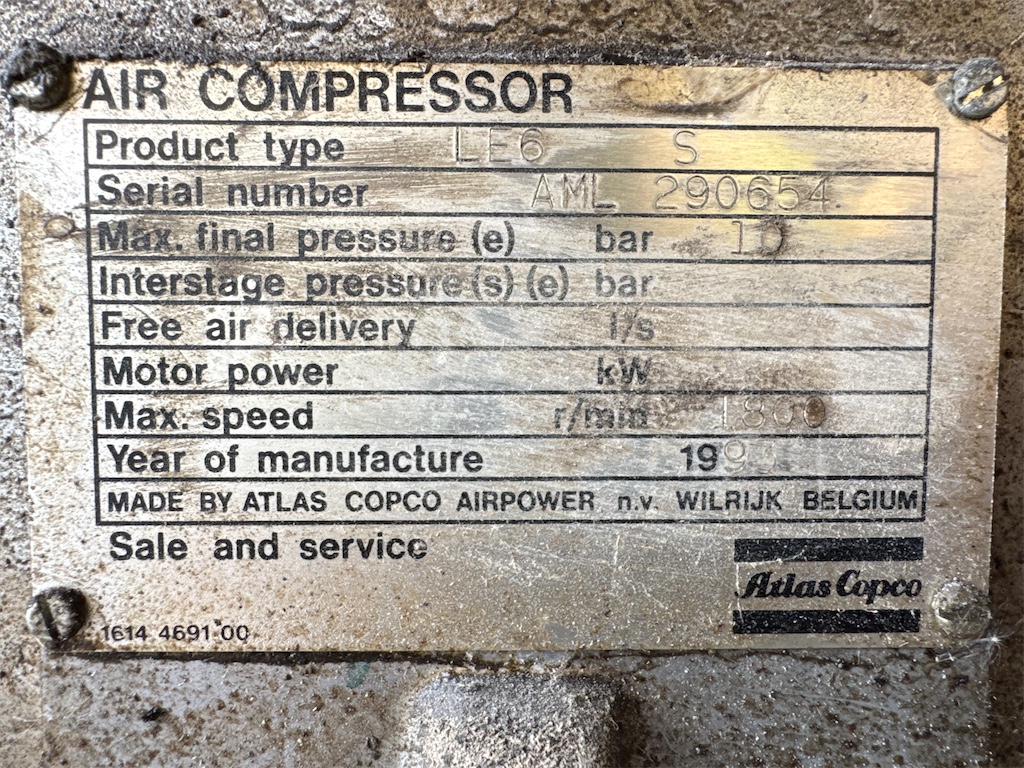 AIR COMPRESSOR
Product type LE6 S
Serial number AML 290654
Max. final pressure (e) bar 10
Interstage pressure(s) (e) bar
Free air delivery l/s
Motor power kW
Max. speed r/min 1800
Year of manufacture
MADE BY ATLAS COPCO AIRPOWER n.v. WILRIJK BELGIUM
Sale and service
Atlas Copco
1614 4691 00